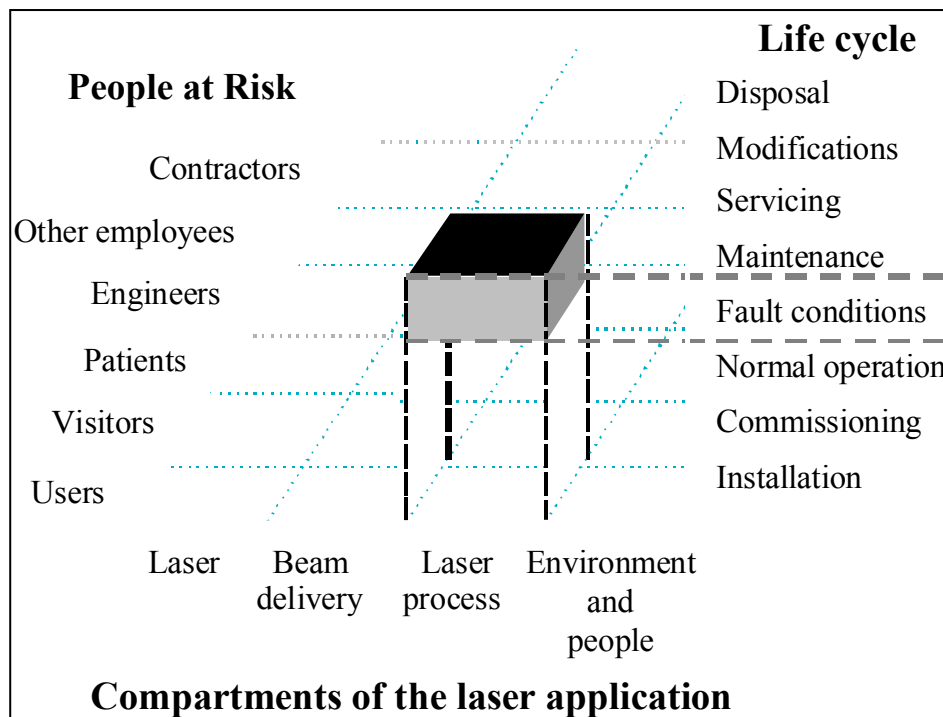 People at Risk
Contractors
Other employees
Engineers
Patients
Visitors
Users
Life cycle
Disposal
Modifications
Servicing
Maintenance
Fault conditions
Normal operation
Commissioning
Installation
Laser
Beam
delivery
Laser
process
Environment
and
people
Compartments of the laser application